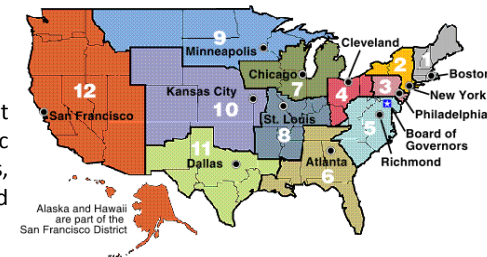 9
Minneapolis
Cleveland
2
Boston
12
Chicago
7
4
3
New York
Kansas City
10
Philadelphia
San Francisco
St. Louis
8
5
Board of
Governors
11
Dallas
Atlanta
6
Richmond
Alaska and Hawaii
are part of the
San Francisco District
t
c
s,
d